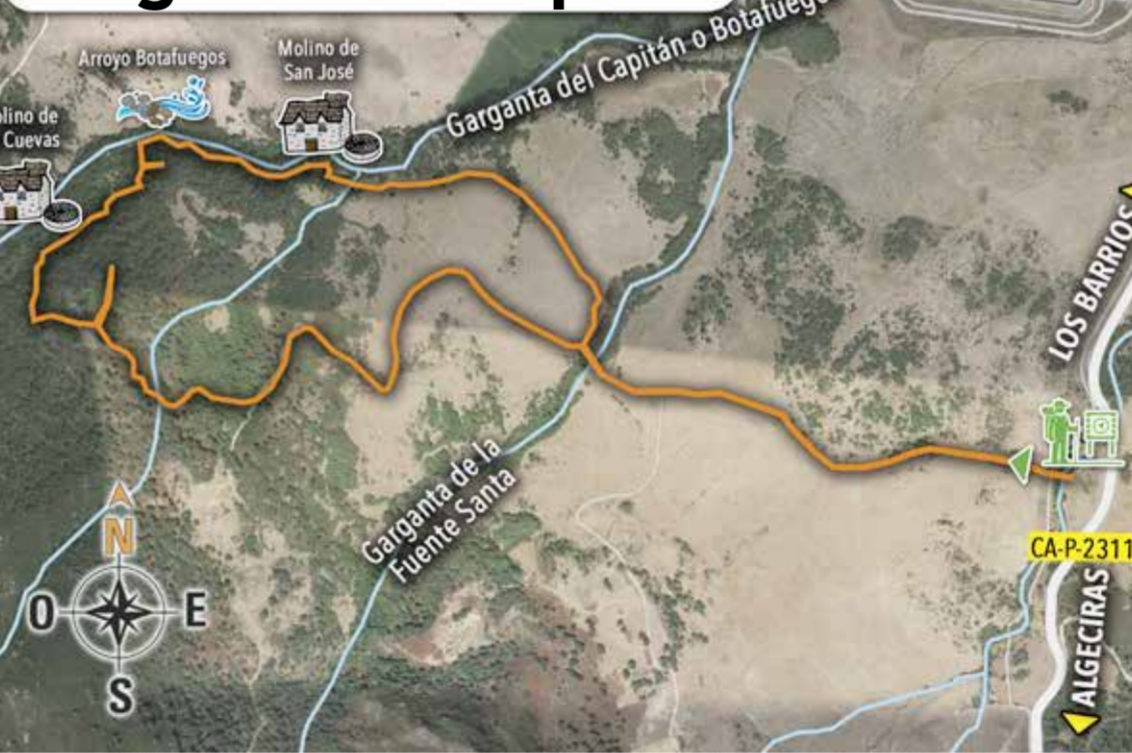 Arroyo Botafuegos
Molino de
San José
Garganta del Capitán o Botafuegos
Cuevas
LOS BARRIOS
Garganta de la
Fuente Santa
N
O
E
S
CA-P-2311
ALGECIRAS